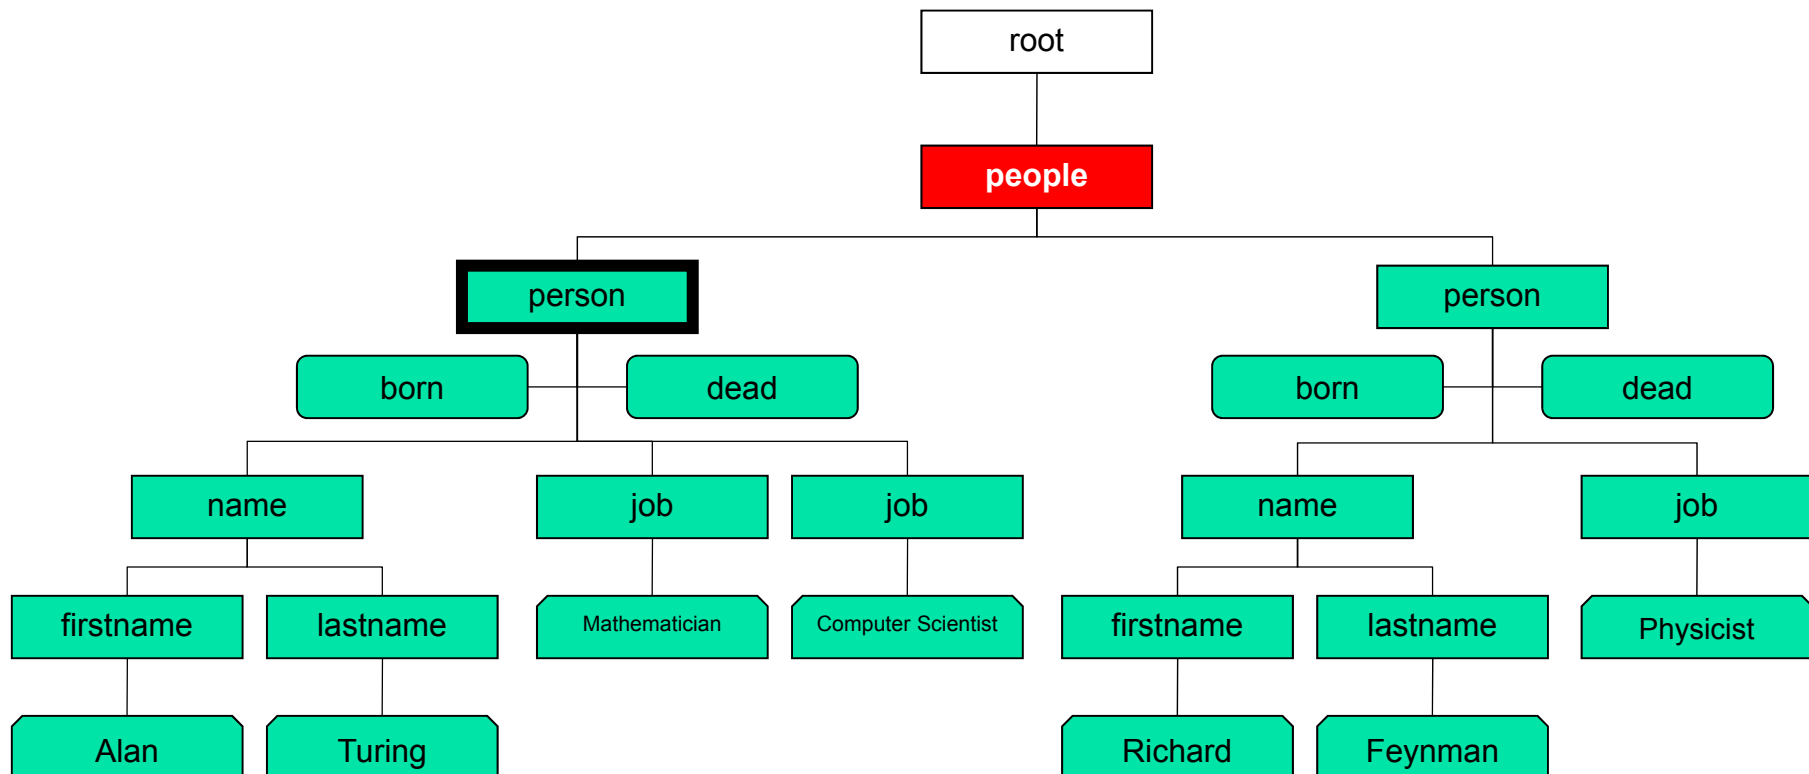 root
people
person
person
born
dead
born
dead
name
job
job
name
job
firstname
lastname
Mathematician
Computer Scientist
firstname
lastname
Physicist
Alan
Turing
Richard
Feynman